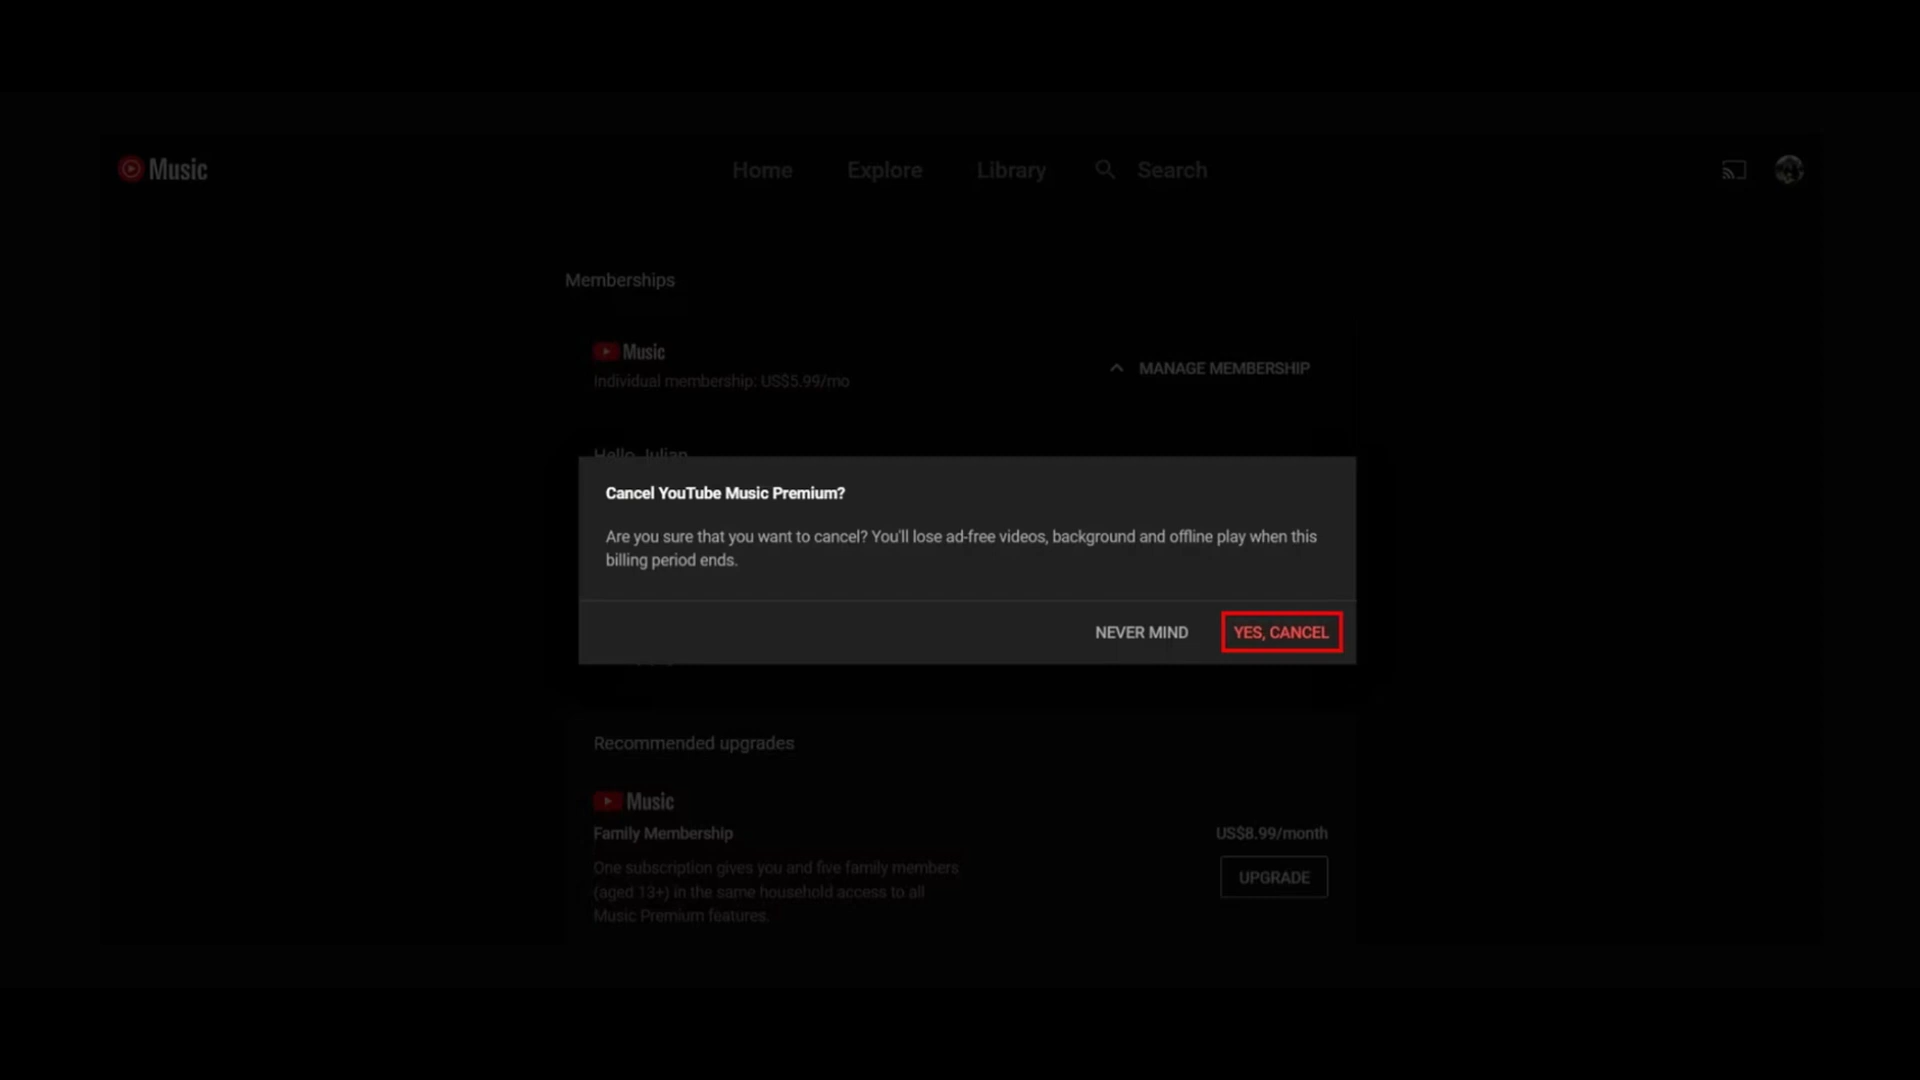 Music
Home Explore Library Search
Memberships
Music
Individual membership: US$5.99/mo
MANAGE MEMBERSHIP
Hello, Julian
Cancel YouTube Music Premium?
Are you sure that you want to cancel? You'll lose ad-free videos, background and offline play when this
billing period ends.
NEVER MIND YES, CANCEL
Recommended upgrades
Music
Family Membership
US$8.99/month
One subscription gives you and five family members
(aged 13+) in the same household access to all
Music Premium features.
UPGRADE